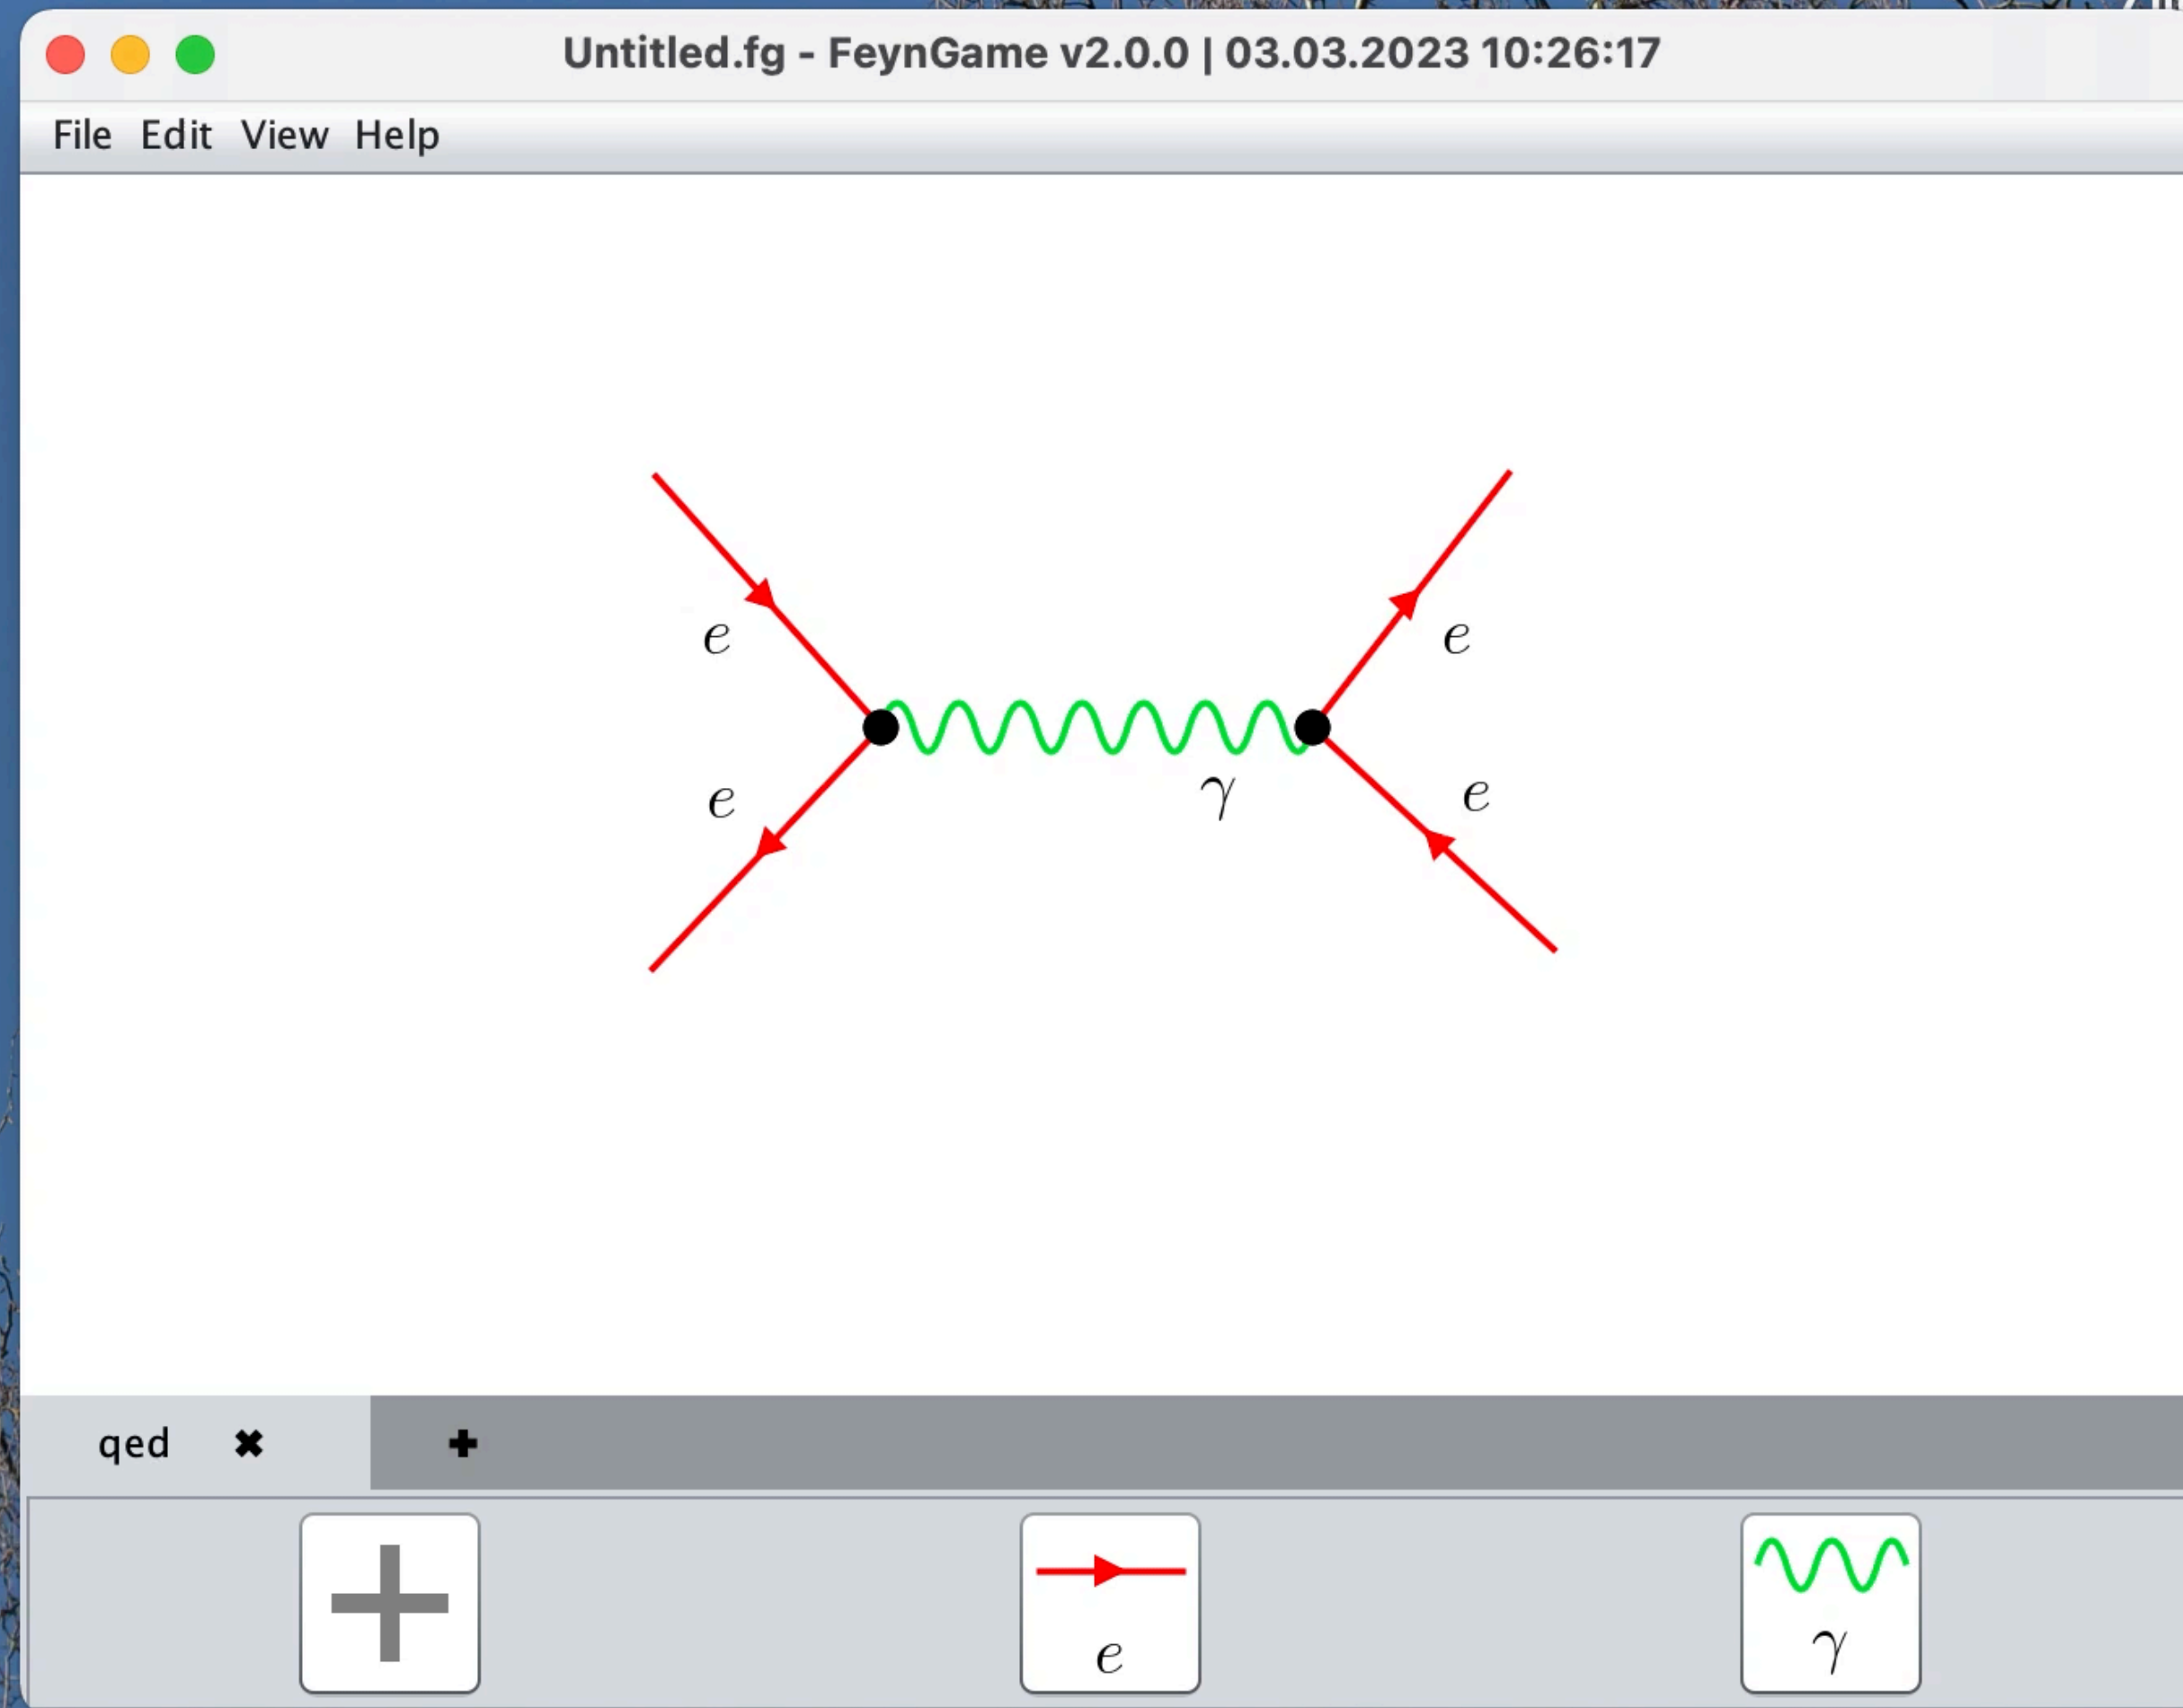 Untitled.fg - FeynGame v2.0.0 | 03.03.2023 10:26:17
File Edit View Help
e
e
e
γ
e
qed
e
γ